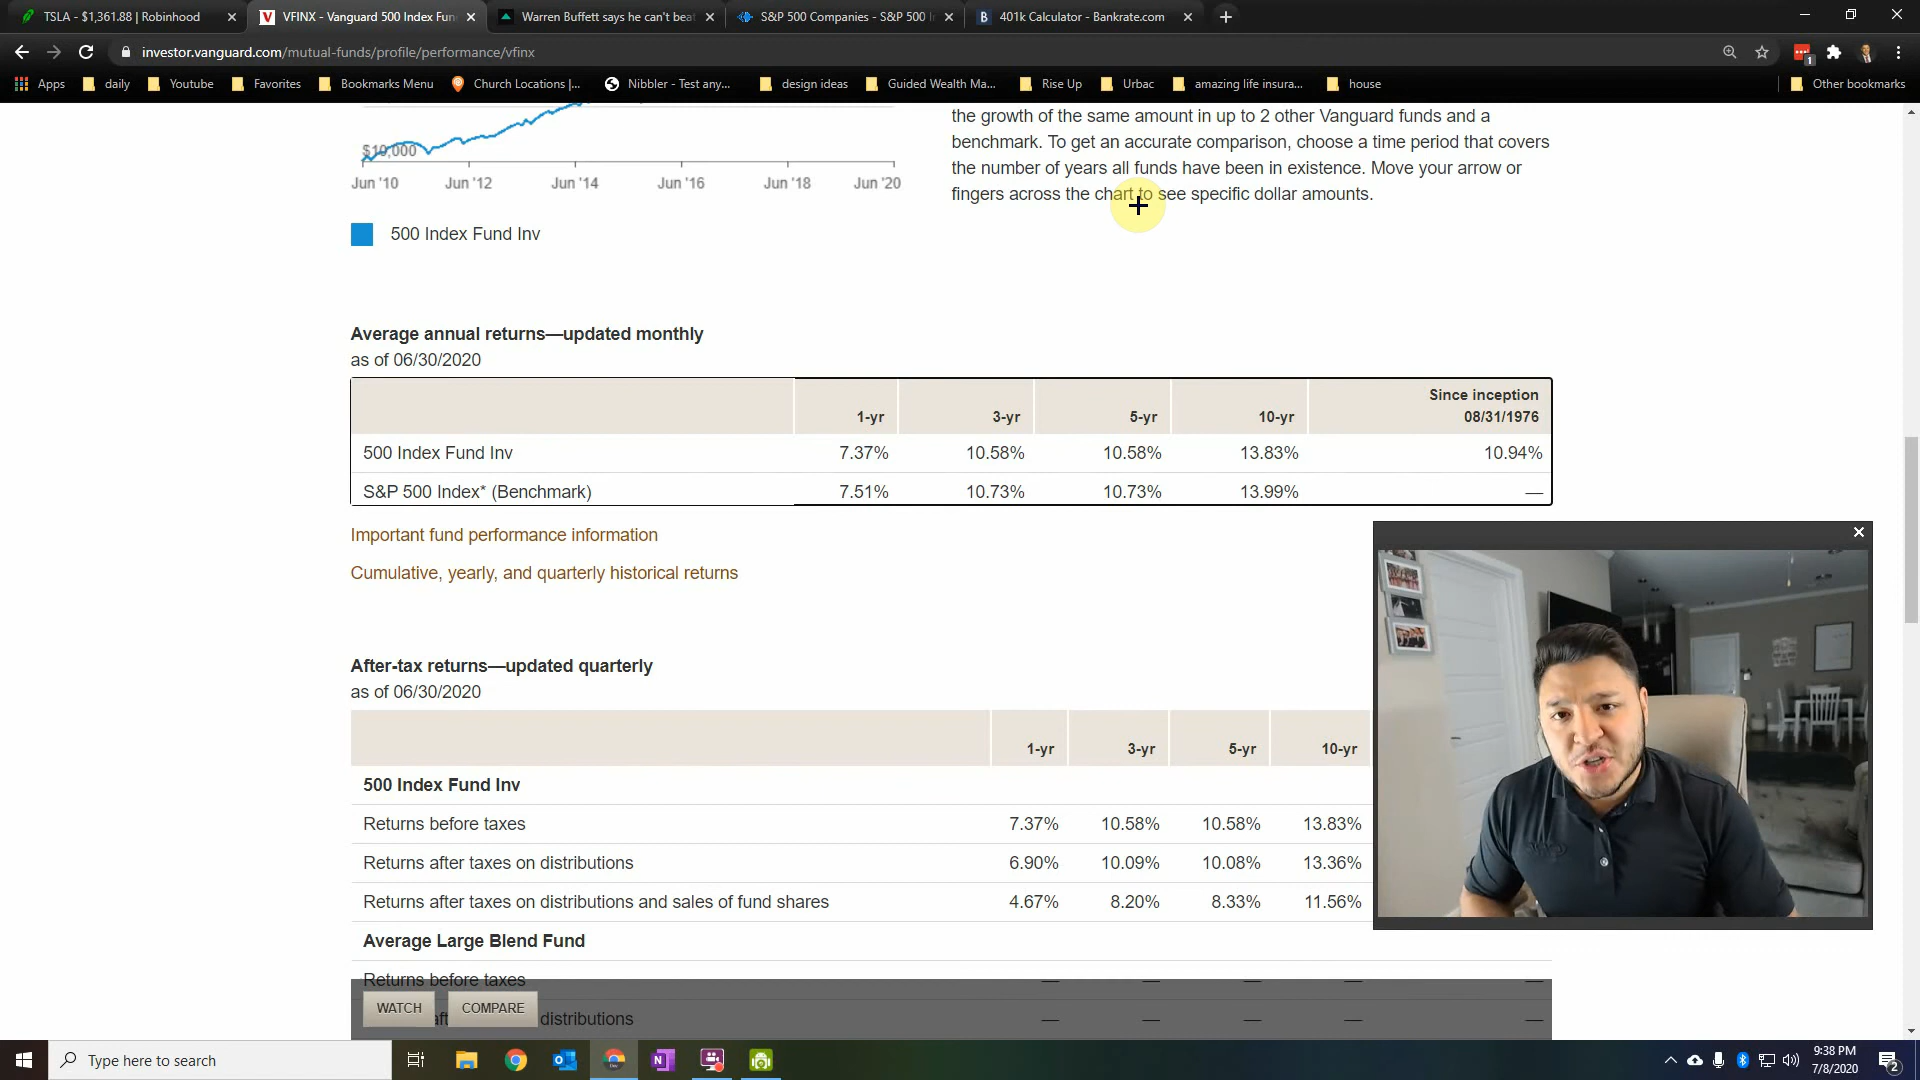 TSLA - $1,361.88 | Robinhood
VFINX - Vanguard 500 Index Fun
Warren Buffett says he can't beat
S&P 500 Companies - S&P 500 I
401k Calculator - Bankrate.com
investor.vanguard.com/mutual-funds/profile/performance/vfinx
Apps
daily
Youtube
Favorites
Bookmarks Menu
Church Locations |...
Nibbler - Test any...
design ideas
Guided Wealth Ma...
Rise Up
Urbac
amazing life insura...
house
Other bookmarks
$10,000
Jun '10 Jun '12 Jun '14 Jun '16 Jun '18 Jun '20
500 Index Fund Inv
the growth of the same amount in up to 2 other Vanguard funds and a
benchmark. To get an accurate comparison, choose a time period that covers
the number of years all funds have been in existence. Move your arrow or
fingers across the chart to see specific dollar amounts.
Average annual returns—updated monthly
as of 06/30/2020
1-yr 3-yr 5-yr 10-yr Since inception
08/31/1976
500 Index Fund Inv 7.37% 10.58% 10.58% 13.83% 10.94%
S&P 500 Index* (Benchmark) 7.51% 10.73% 10.73% 13.99% —
Important fund performance information
Cumulative, yearly, and quarterly historical returns
After-tax returns—updated quarterly
as of 06/30/2020
1-yr 3-yr 5-yr 10-yr
500 Index Fund Inv
Returns before taxes 7.37% 10.58% 10.58% 13.83%
Returns after taxes on distributions 6.90% 10.09% 10.08% 13.36%
Returns after taxes on distributions and sales of fund shares 4.67% 8.20% 8.33% 11.56%
Average Large Blend Fund
Returns before taxes — — — — —
distributions — — — — —
WATCH
COMPARE
Type here to search
9:38 PM
7/8/2020